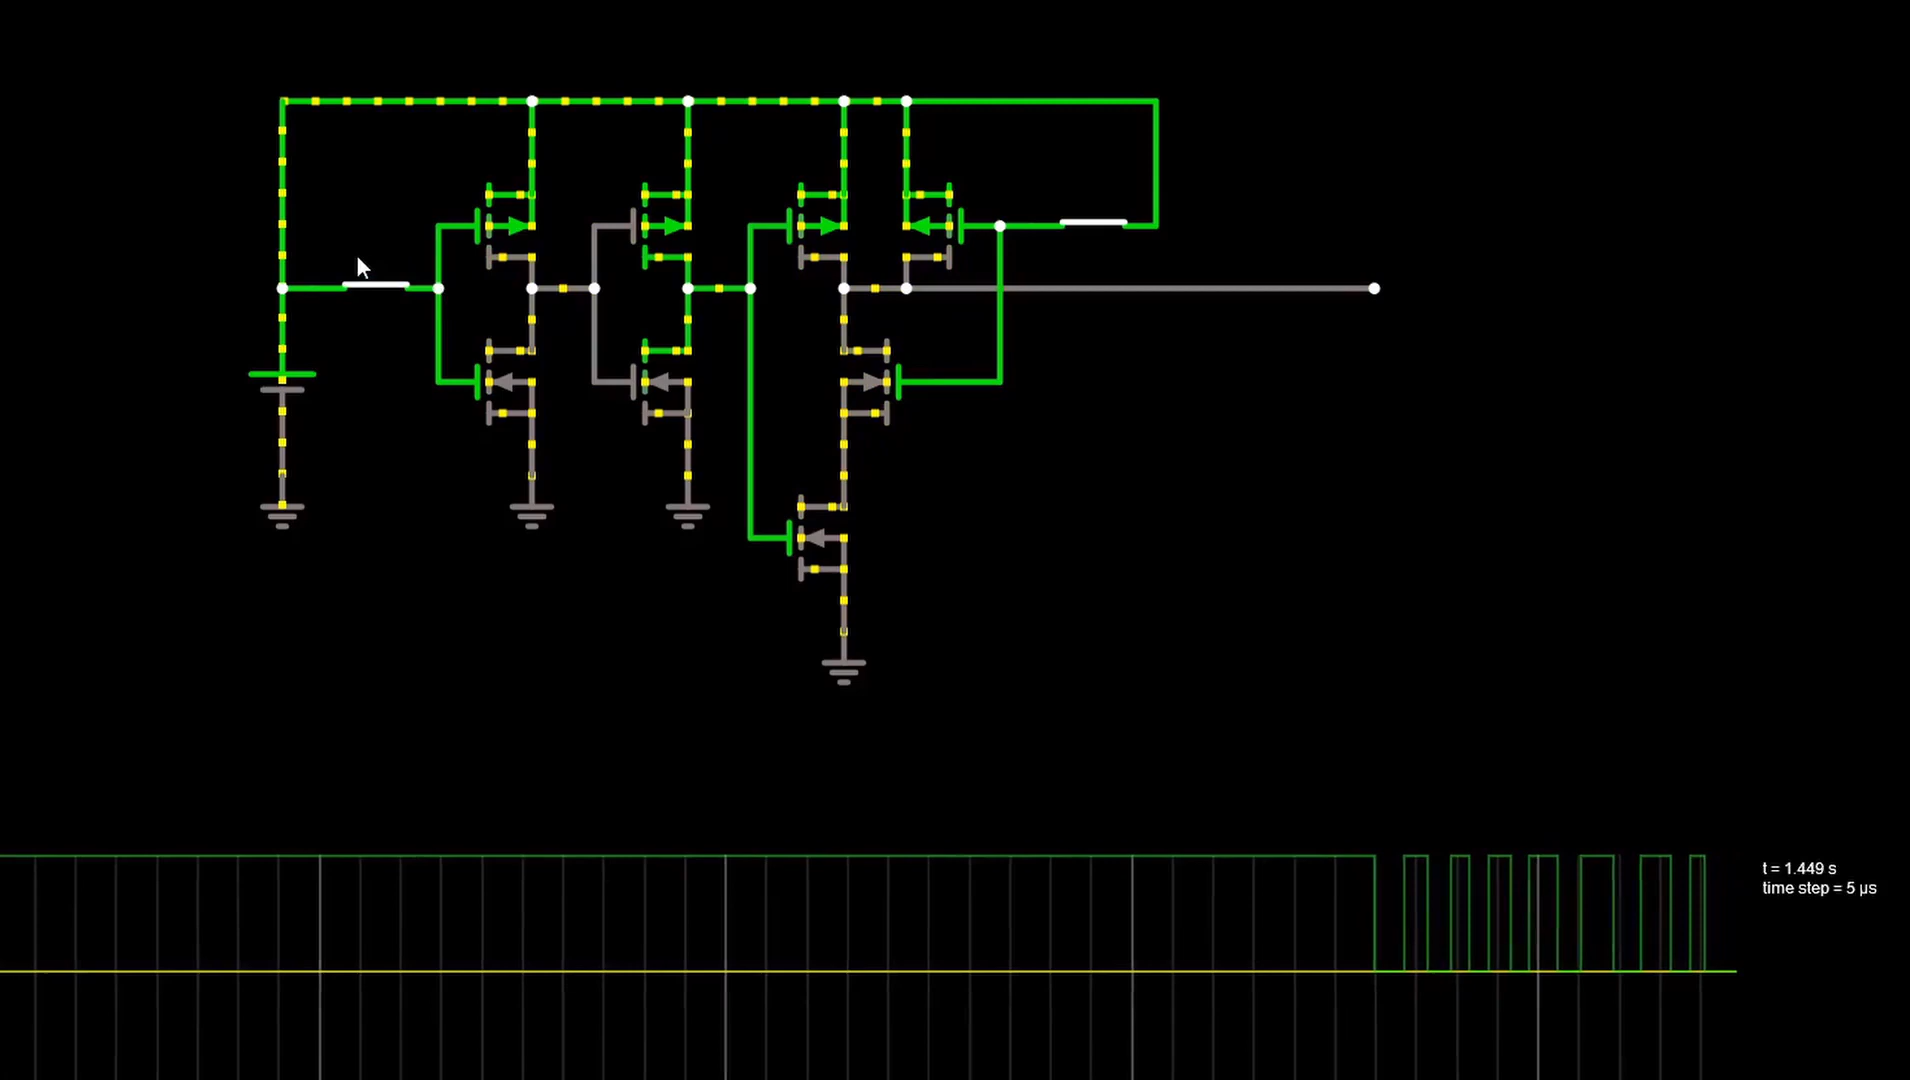 t = 1.449 s
time step = 5 µs